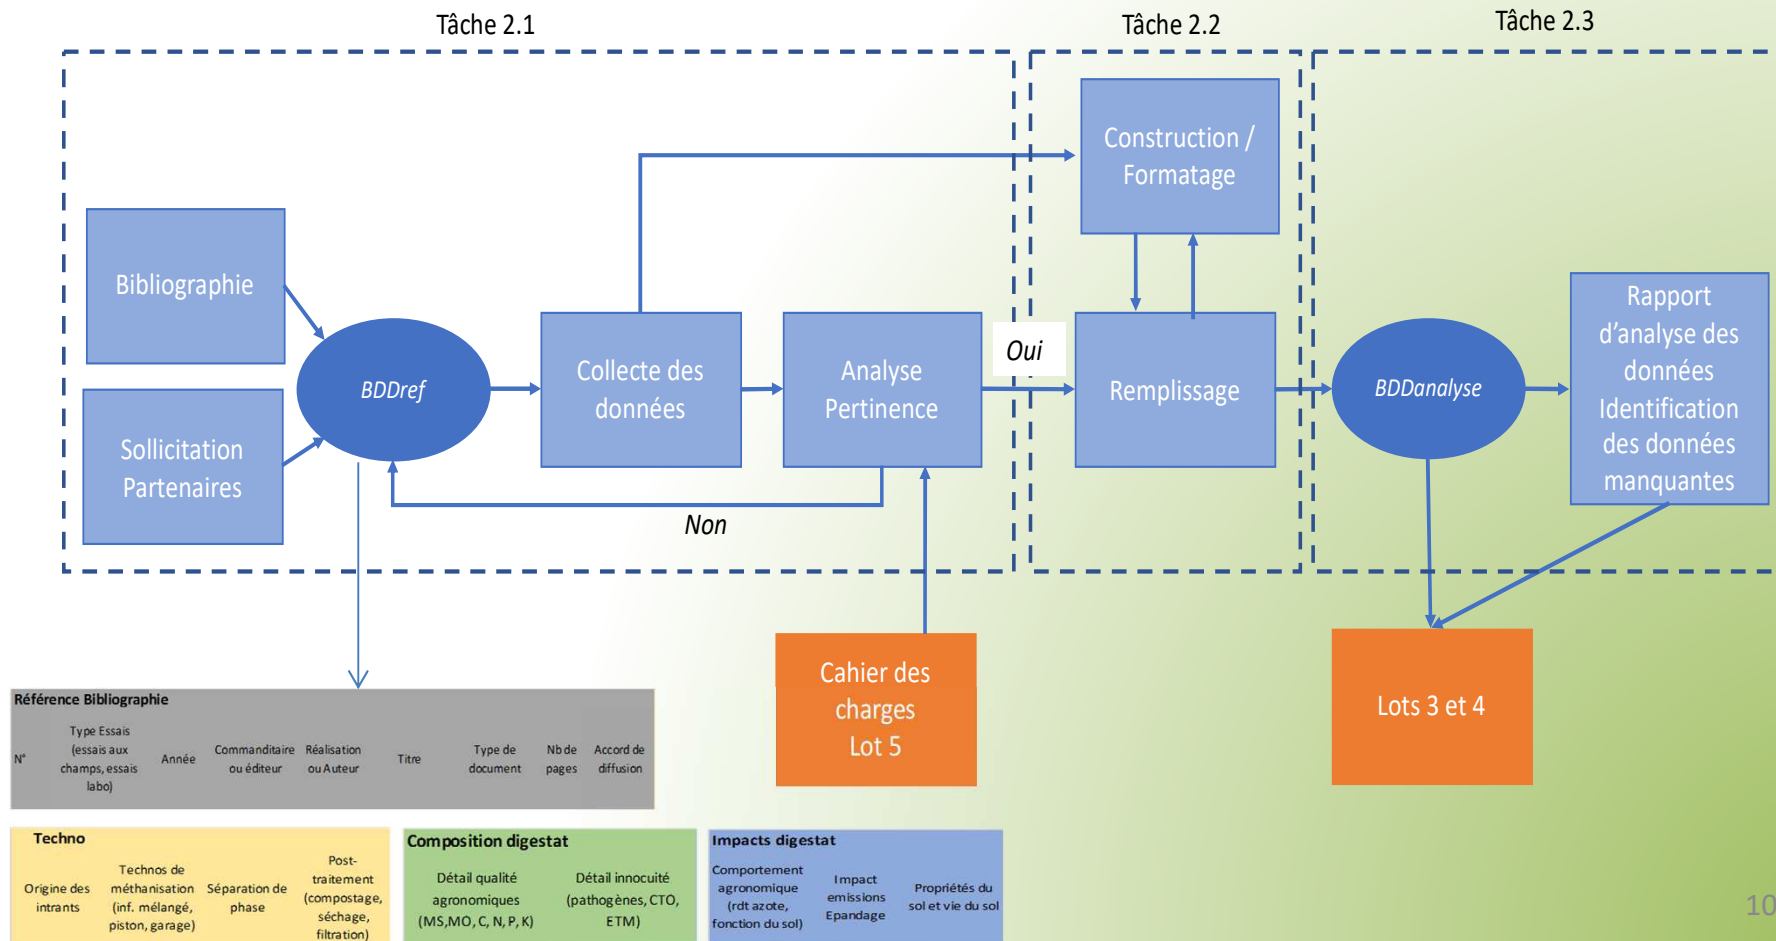 Tâche 2.1
Tâche 2.2
Tâche 2.3
Bibliographie
Sollicitation
Partenaires
BDDref
Collecte des
données
Analyse
Pertinence
Oui
Non
Construction /
Formatage
Remplissage
BDDanalyse
Rapport
d’analyse des
données
Identification
des données
manquantes
Cahier des
charges
Lot 5
Lots 3 et 4
Référence Bibliographie
N°
Type Essais
(essais aux
champs, essais
labo)
Année
Commanditaire
ou éditeur
Réalisation
ou Auteur
Titre
Type de
document
Nb de
pages
Accord de
diffusion
Techno
Origine des
intrants
Technos de
méthanisation
(inf. mélangé,
piston, garage)
Séparation de
phase
Post-
traitement
(compostage,
séchage,
filtration)
Composition digestat
Détail qualité
agronomiques
(MS,MO, C, N, P, K)
Détail innocuité
(pathogènes, CTO,
ETM)
Impacts digestat
Comportement
agronomique
(rdt azote,
fonction du sol)
Impact
emissions
Epandage
Propriétés du
sol et vie du sol
10